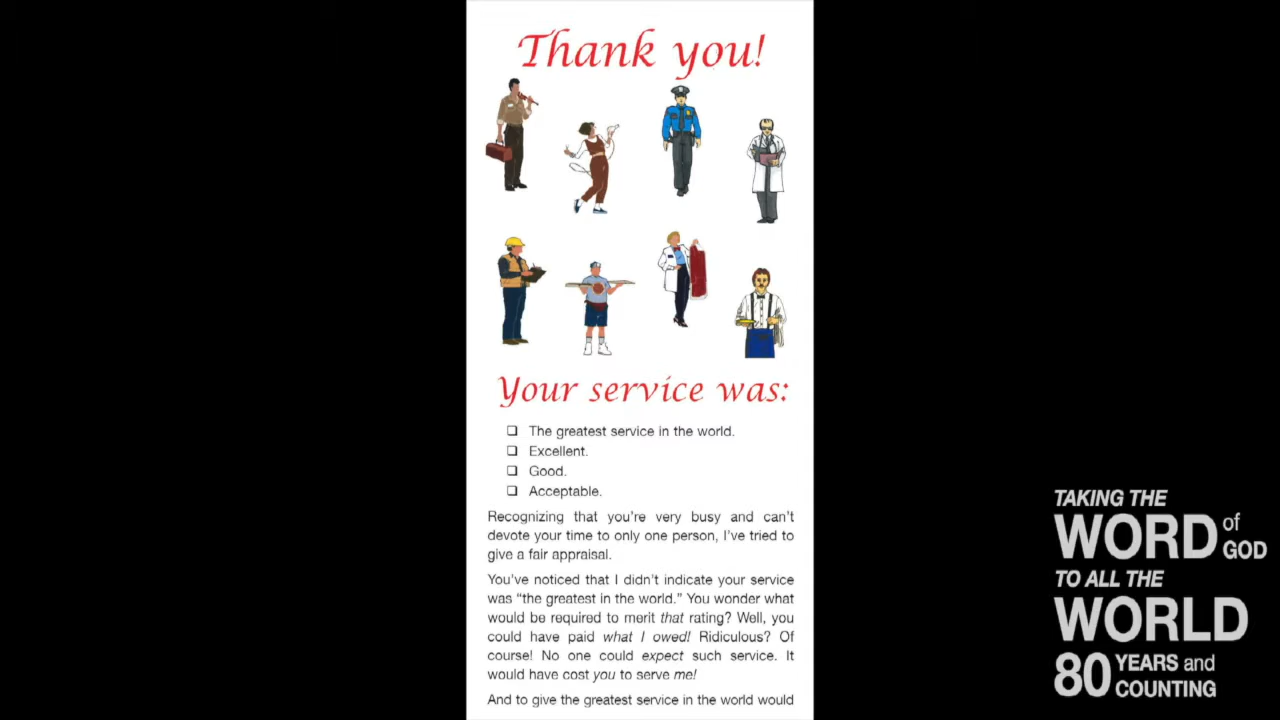 Thank you!
Your service was:
❑ The greatest service in the world.
❑ Excellent.
❑ Good.
❑ Acceptable.
Recognizing that you're very busy and can't
devote your time to only one person, I've tried to
give a fair appraisal.
You've noticed that I didn't indicate your service
was “the greatest in the world.” You wonder what
would be required to merit that rating? Well, you
could have paid what I owed! Ridiculous? Of
course! No one could expect such service. It
would have cost you to serve me!
And to give the greatest service in the world would
TAKING THE
WORD of
GOD
TO ALL THE
WORLD
80 YEARS and
COUNTING